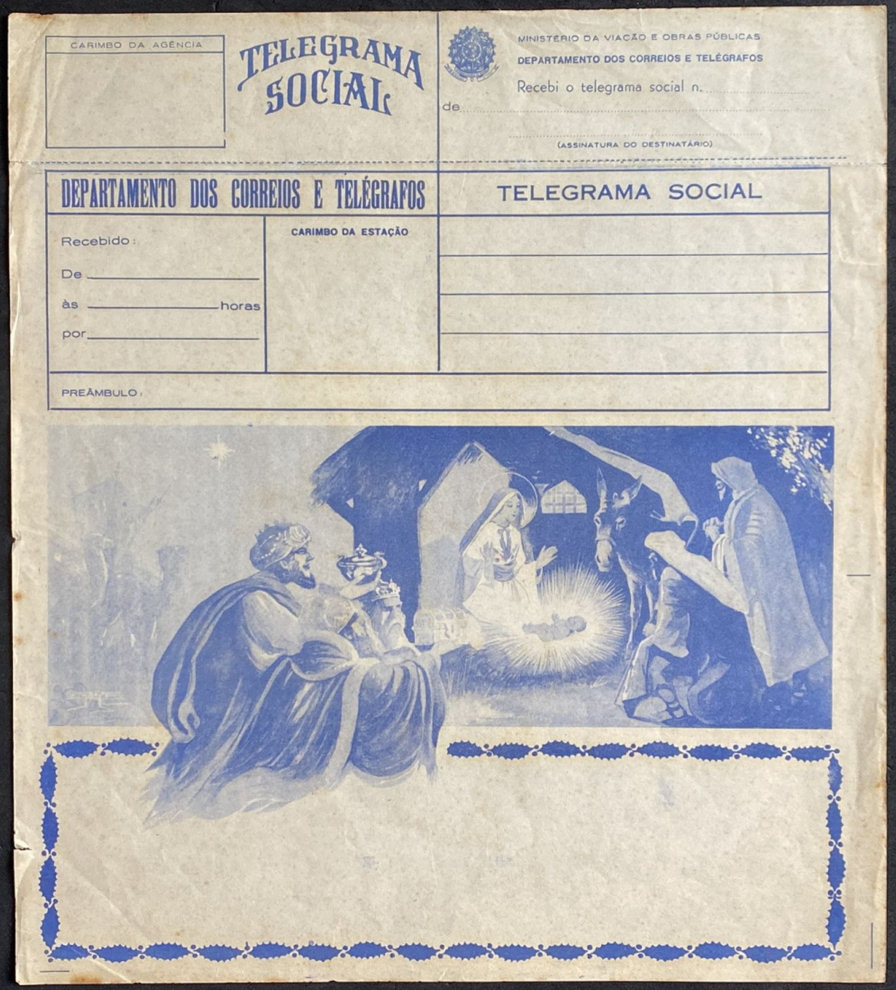 CARIMBO DA AGÊNCIA
TELEGRAMA
SOCIAL
MINISTÉRIO DA VIAÇÃO E OBRAS PÚBLICAS
DEPARTAMENTO DOS CORREIOS E TELÉGRAFOS
Recebi o telegrama social n.
de
(ASSINATURA DO DESTINATÁRIO)
DEPARTAMENTO DOS CORREIOS E TELÉGRAFOS
TELEGRAMA SOCIAL
Recebido:
De
às horas
por
CARIMBO DA ESTAÇÃO
PREÂMBULO: